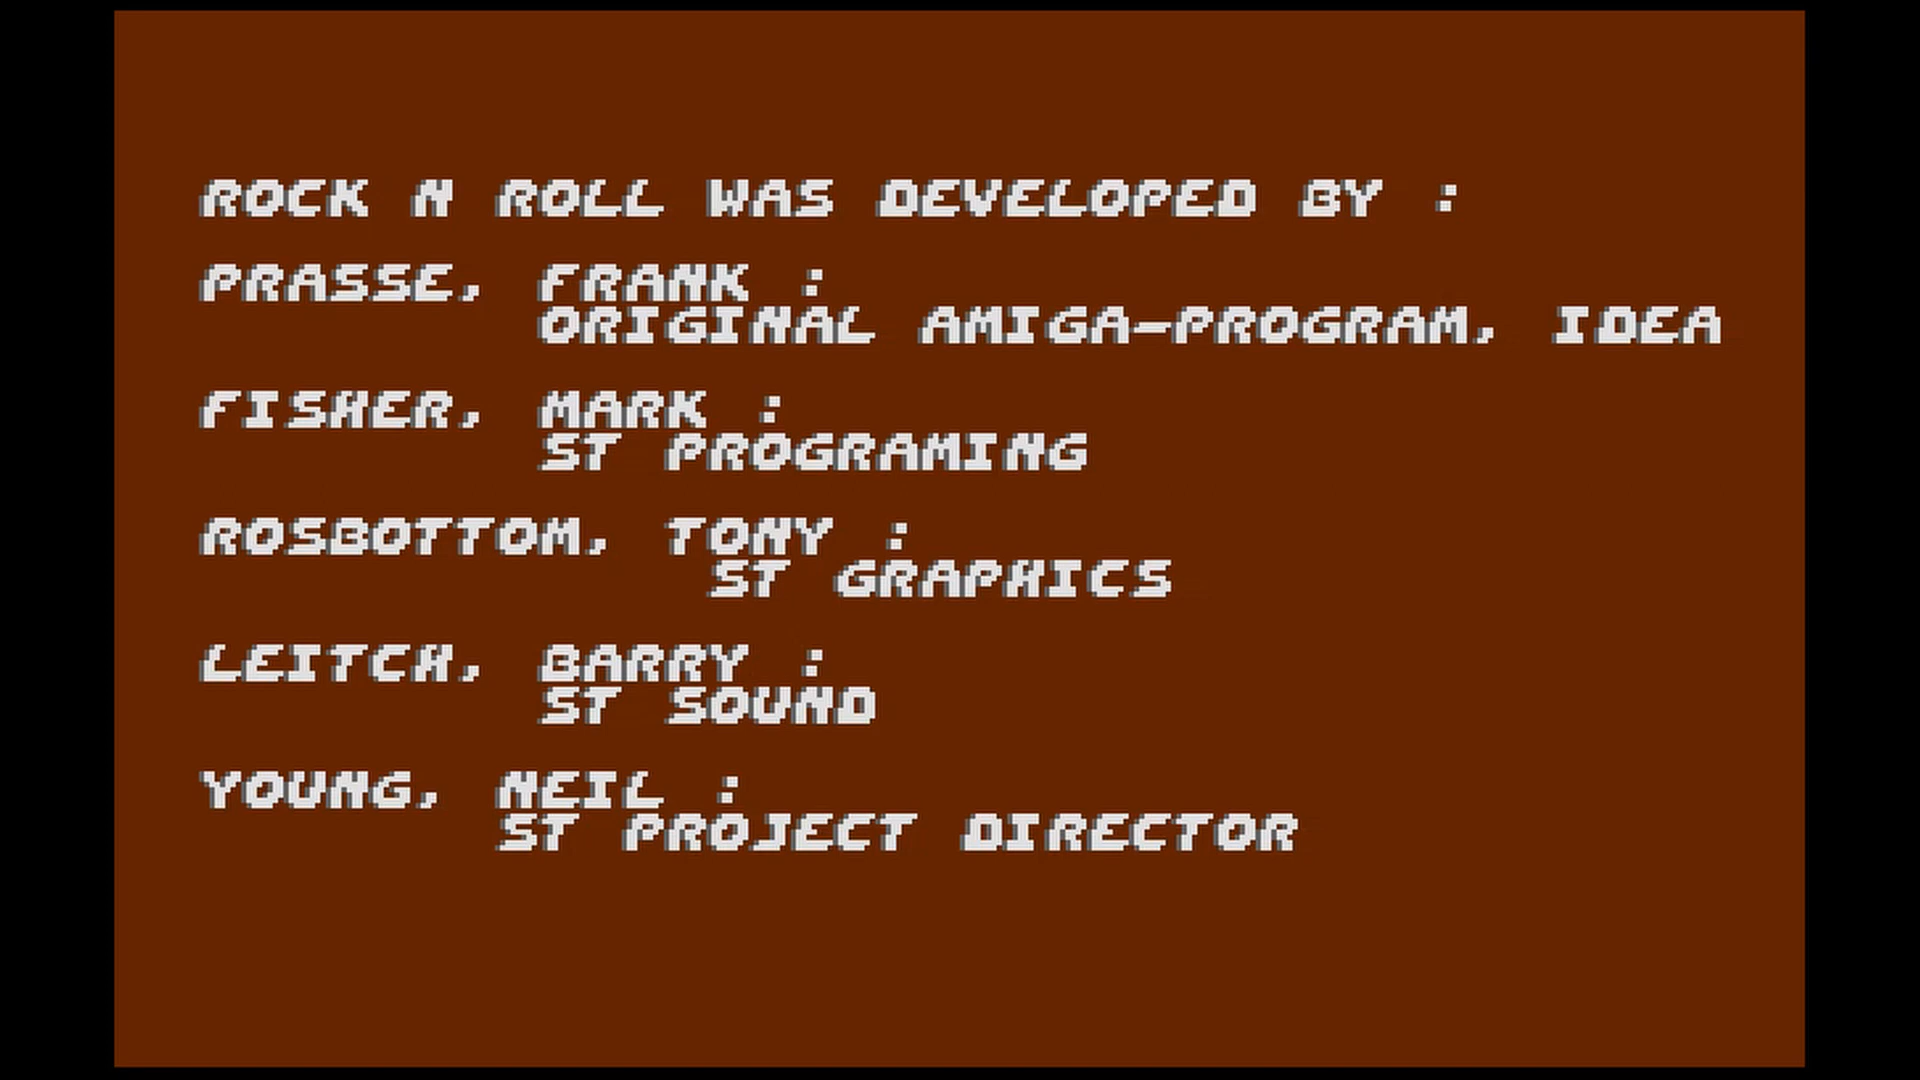 ROCK N ROLL WAS DEVELOPED BY :
PRASSE, FRANK :
ORIGINAL AMIGA-PROGRAM, IDEA
FISHER, MARK :
ST PROGRAMING
ROSBOTTOM, TONY :
ST GRAPHICS
LEITCH, BARRY :
ST SOUND
YOUNG, NEIL :
ST PROJECT DIRECTOR